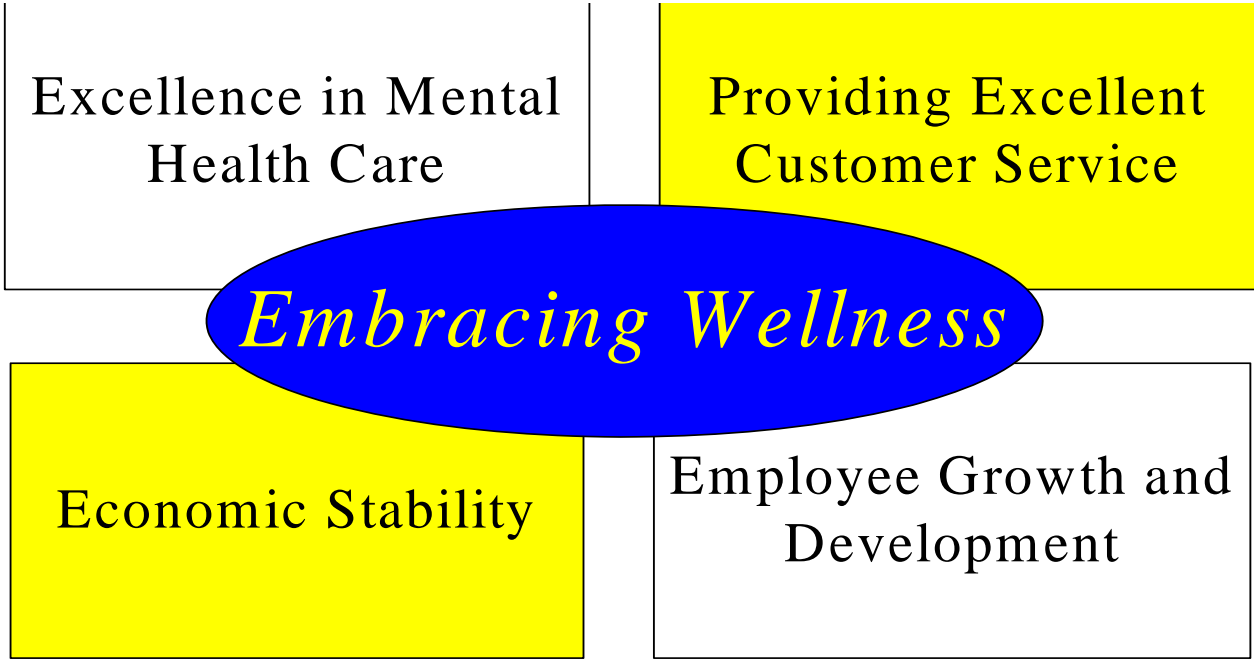 Excellence in Mental
Health Care
Providing Excellent
Customer Service
Embracing Wellness
Economic Stability
Employee Growth and
Development